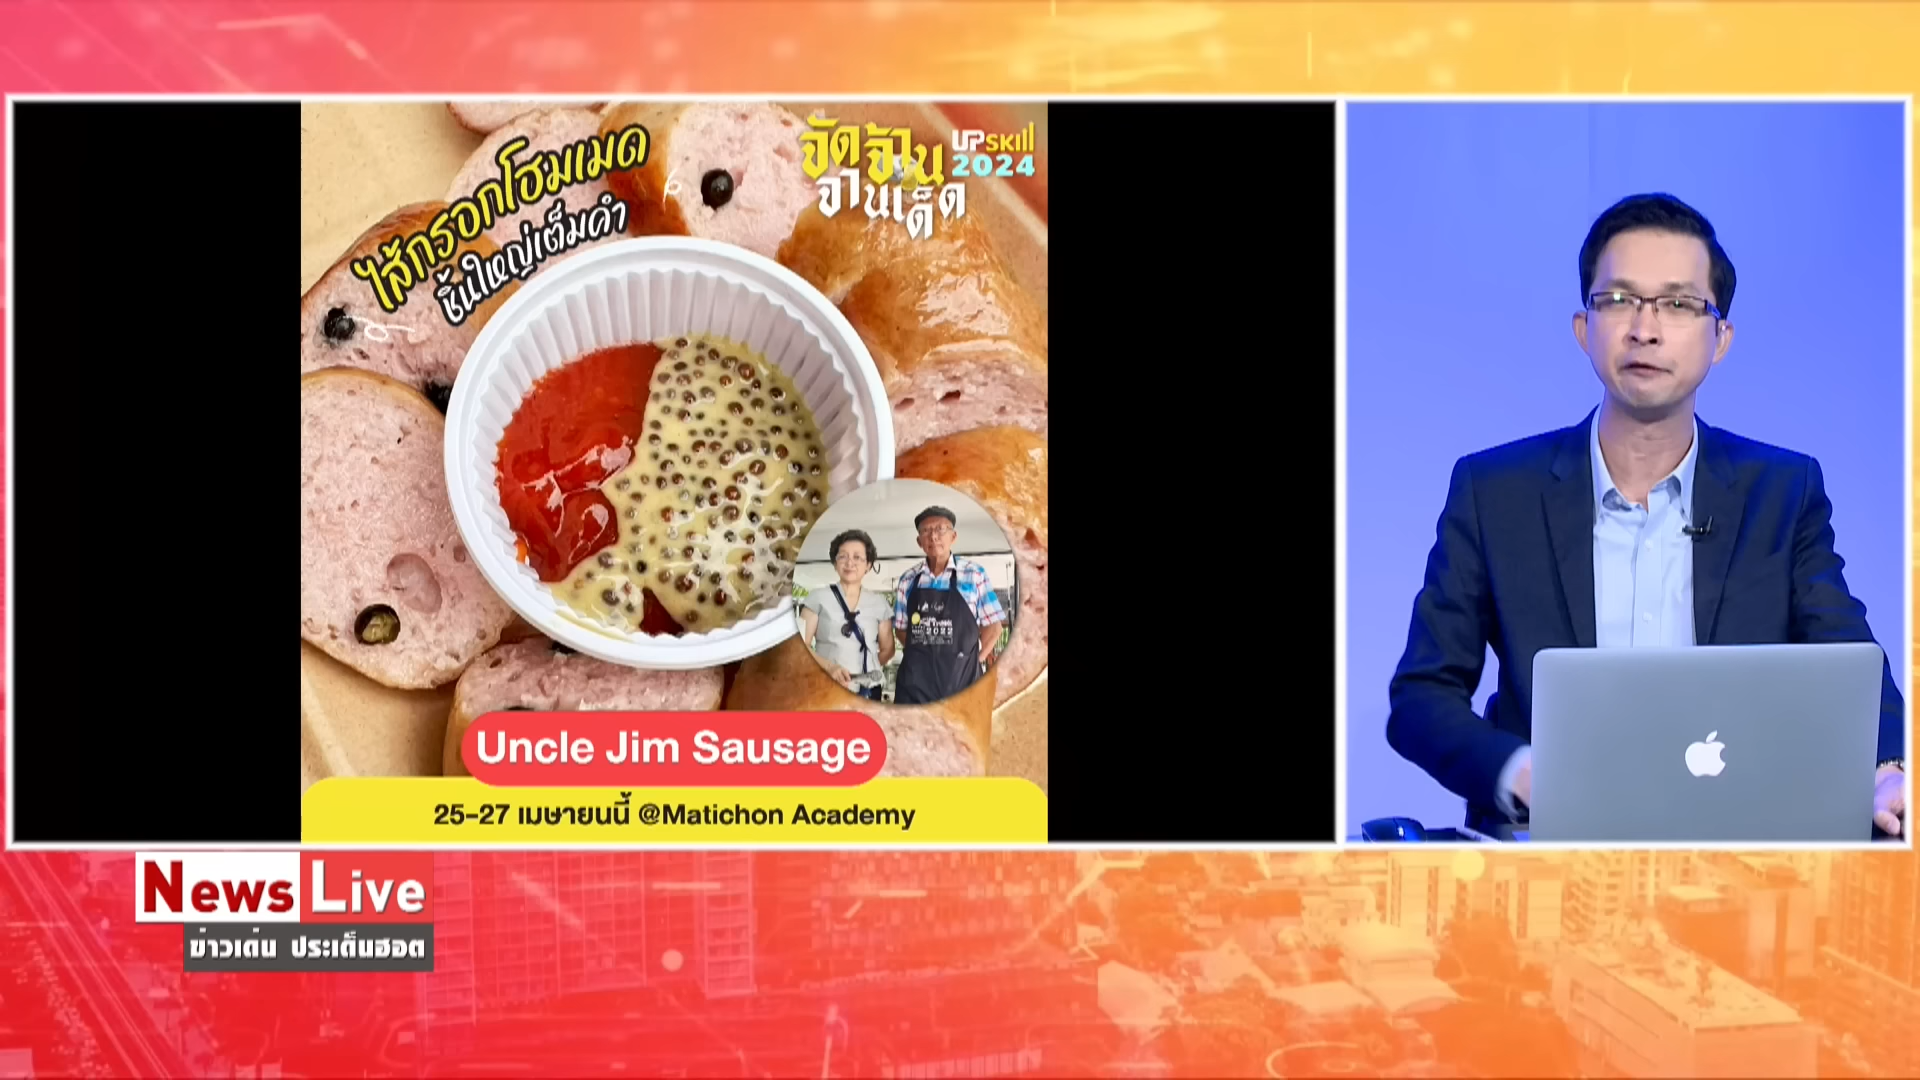 ไส้กรอกโฮมเมด
ชิ้นใหญ่เต็มคำ
จัดจ้าน
จานเด็ด
UPSKill
2024
Uncle Jim Sausage
25-27 เมษายนนี้ @Matichon Academy
News Live
ข่าวเด่น ประเด็นฮอต